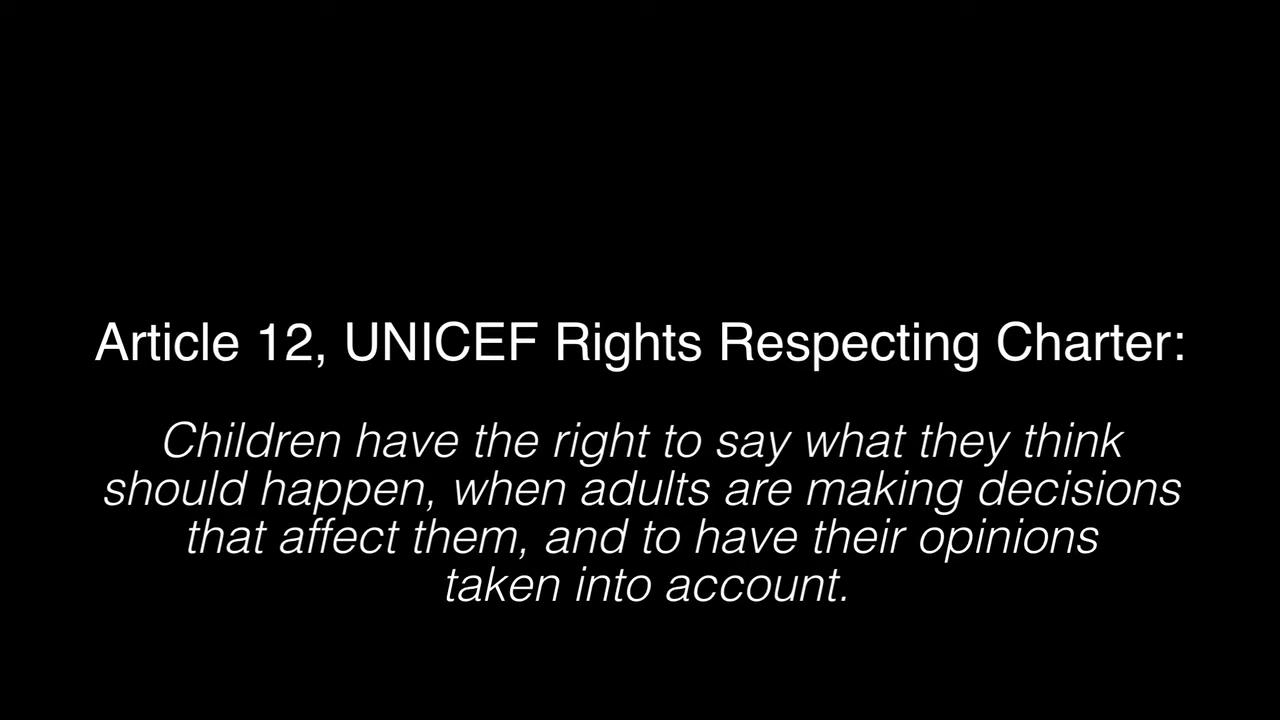 Article 12, UNICEF Rights Respecting Charter:
Children have the right to say what they think
should happen, when adults are making decisions
that affect them, and to have their opinions
taken into account.